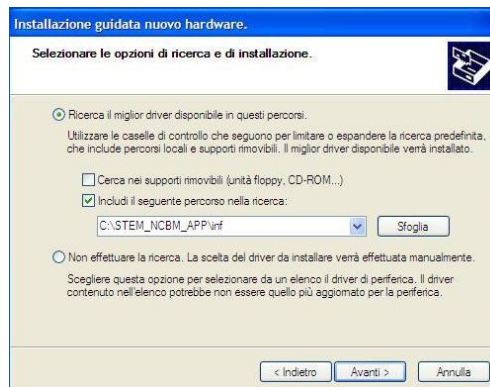 Installazione guidata nuovo hardware.
Selezionare le opzioni di ricerca e di installazione.
Ricerca il miglior driver disponibile in questi percorsi.
Utilizzare le caselle di controllo che seguono per limitare o espandere la ricerca predefinita,
che include percorsi locali e supporti rimovibili. Il miglior driver disponibile verrà installato.
Cerca nei supporti rimovibili (unità floppy, CD-ROM...)
Includi il seguente percorso nella ricerca:
C:\STEM_NCBM_APP\inf
Sfoglia
Non effettuare la ricerca. La scelta del driver da installare verrà effettuata manualmente.
Scegliere questa opzione per selezionare da un elenco il driver di periferica. Il driver
contenuto nell'elenco potrebbe non essere quello più aggiornato per la periferica.
< Indietro
Avanti >
Annulla